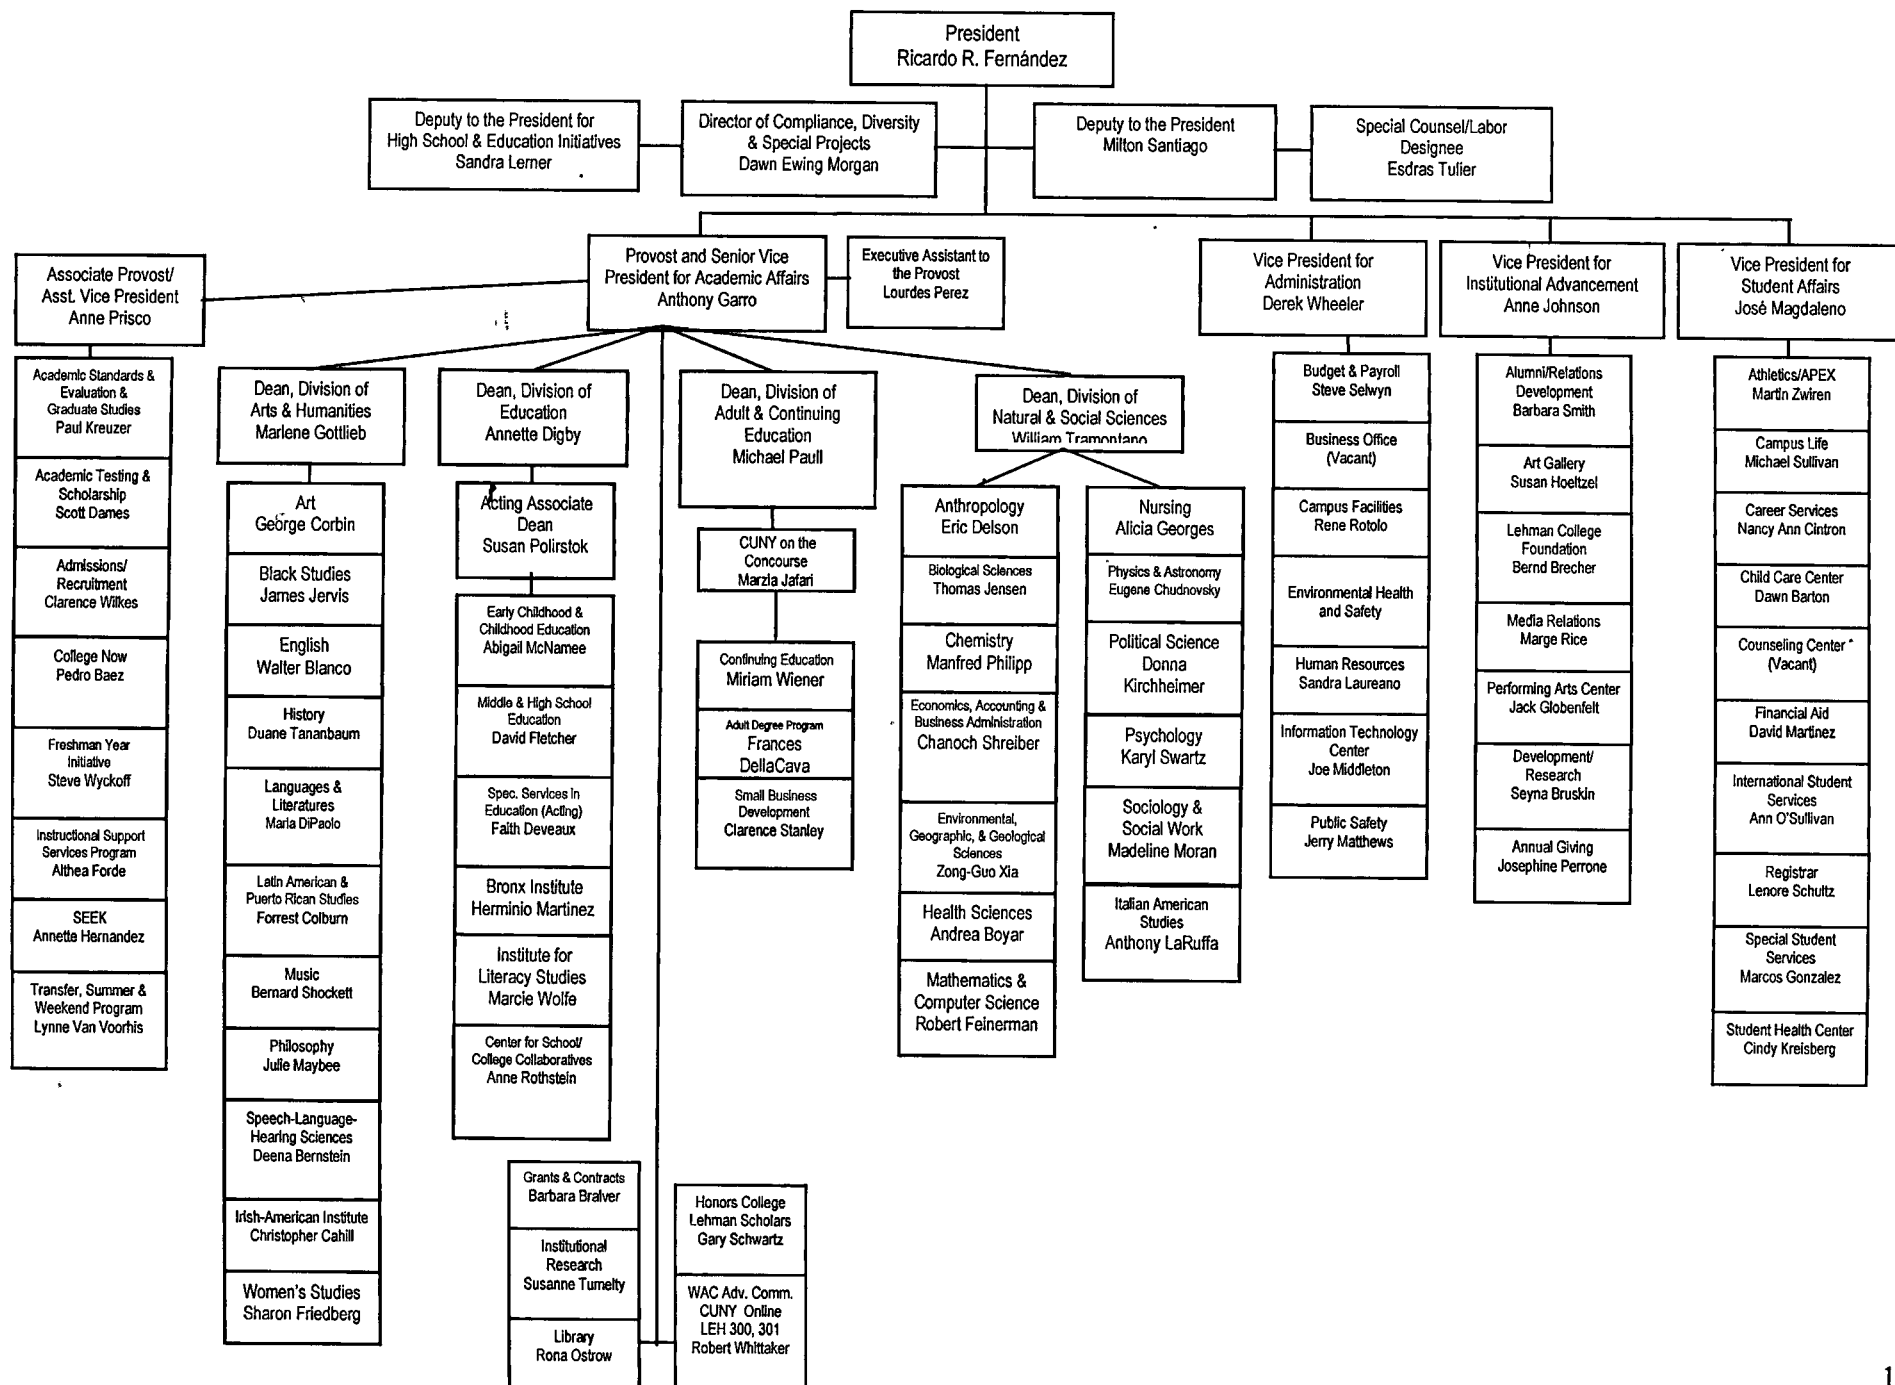 President
Ricardo R. Fernández
Deputy to the President for
High School & Education Initiatives
Sandra Lerner
Director of Compliance, Diversity
& Special Projects
Dawn Ewing Morgan
Deputy to the President
Milton Santiago
Special Counsel/Labor
Designee
Esdras Tulier
Associate Provost/
Asst. Vice President
Anne Prisco
Provost and Senior Vice
President for Academic Affairs
Anthony Garro
Executive Assistant to
the Provost
Lourdes Perez
Vice President for
Administration
Derek Wheeler
Vice President for
Institutional Advancement
Anne Johnson
Vice President for
Student Affairs
José Magdaleno
Academic Standards &
Evaluation &
Graduate Studies
Paul Kreuzer
Academic Testing &
Scholarship
Scott Dames
Admissions/
Recruitment
Clarence Wilkes
College Now
Pedro Baez
Freshman Year
Initiative
Steve Wyckoff
Instructional Support
Services Program
Althea Forde
SEEK
Annette Hernandez
Transfer, Summer &
Weekend Program
Lynne Van Voorhis
Dean, Division of
Arts & Humanities
Marlene Gottlieb
Art
George Corbin
Black Studies
James Jervis
English
Walter Blanco
History
Duane Tananbaum
Languages &
Literatures
Maria DiPaolo
Latin American &
Puerto Rican Studies
Forrest Colburn
Music
Bernard Shockett
Philosophy
Julie Maybee
Speech-Language-
Hearing Sciences
Deena Bernstein
Irish-American Institute
Christopher Cahill
Women's Studies
Sharon Friedberg
Dean, Division of
Education
Annette Digby
Acting Associate
Dean
Susan Polirstok
Early Childhood &
Childhood Education
Abigail McNamee
Middle & High School
Education
David Fletcher
Spec. Services in
Education (Acting)
Faith Deveaux
Bronx Institute
Herminio Martinez
Institute for
Literacy Studies
Marcie Wolfe
Center for School/
College Collaboratives
Anne Rothstein
Dean, Division of
Adult & Continuing
Education
Michael Paull
CUNY on the
Concourse
Marzia Jafari
Continuing Education
Miriam Wiener
Adult Degree Program
Frances
DellaCava
Small Business
Development
Clarence Stanley
Dean, Division of
Natural & Social Sciences
William Tramontano
Anthropology
Eric Delson
Biological Sciences
Thomas Jensen
Chemistry
Manfred Philipp
Economics, Accounting &
Business Administration
Chanoch Shreiber
Environmental,
Geographic, & Geological
Sciences
Zong-Guo Xia
Health Sciences
Andrea Boyar
Mathematics &
Computer Science
Robert Feinerman
Nursing
Alicia Georges
Physics & Astronomy
Eugene Chudnovsky
Political Science
Donna
Kirchheimer
Psychology
Karyl Swartz
Sociology &
Social Work
Madeline Moran
Italian American
Studies
Anthony LaRuffa
Budget & Payroll
Steve Selwyn
Business Office
(Vacant)
Campus Facilities
Rene Rotolo
Environmental Health
and Safety
Human Resources
Sandra Laureano
Information Technology
Center
Joe Middleton
Public Safety
Jerry Matthews
Alumni/Relations
Development
Barbara Smith
Art Gallery
Susan Hoeltzel
Lehman College
Foundation
Bernd Brecher
Media Relations
Marge Rice
Performing Arts Center
Jack Globenfelt
Development/
Research
Seyna Bruskin
Annual Giving
Josephine Perrone
Athletics/APEX
Martin Zwiren
Campus Life
Michael Sullivan
Career Services
Nancy Ann Cintron
Child Care Center
Dawn Barton
Counseling Center
(Vacant)
Financial Aid
David Martinez
International Student
Services
Ann O'Sullivan
Registrar
Lenore Schultz
Special Student
Services
Marcos Gonzalez
Student Health Center
Cindy Kreisberg
Grants & Contracts
Barbara Bralver
Institutional
Research
Susanne Tumelty
Library
Rona Ostrow
Honors College
Lehman Scholars
Gary Schwartz
WAC Adv. Comm.
CUNY Online
LEH 300, 301
Robert Whittaker
1